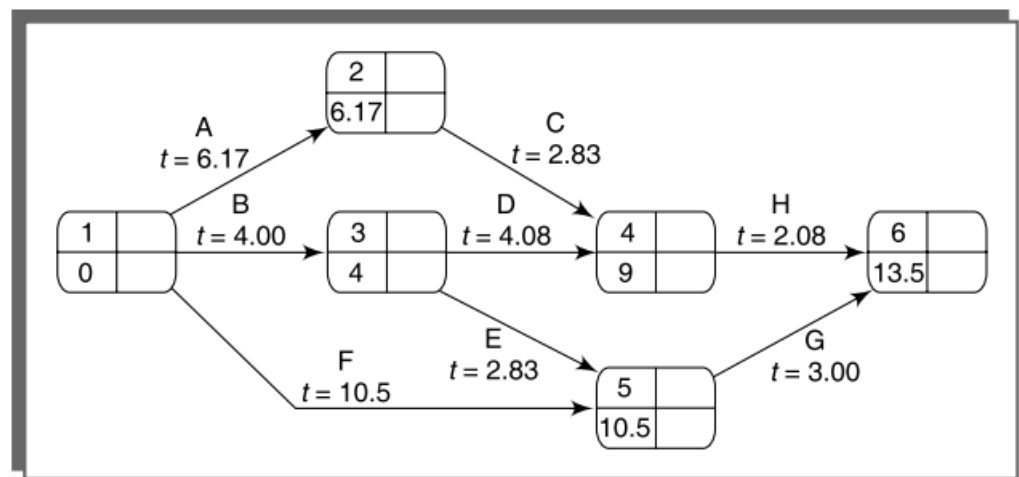 2
6.17
A
t = 6.17
C
t = 2.83
1
0
B
t = 4.00
3
4
D
t = 4.08
4
9
H
t = 2.08
6
13.5
F
t = 10.5
E
t = 2.83
5
10.5
G
t = 3.00